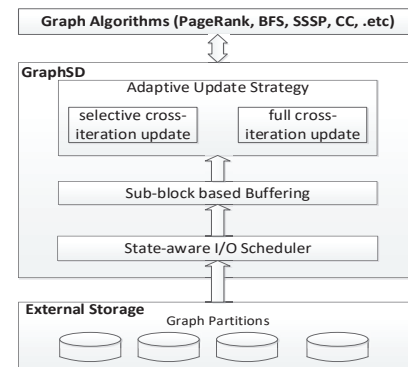 Graph Algorithms (PageRank, BFS, SSSP, CC, .etc)
GraphSD
Adaptive Update Strategy
selective cross-
iteration update
full cross-
iteration update
Sub-block based Buffering
State-aware I/O Scheduler
External Storage
Graph Partitions